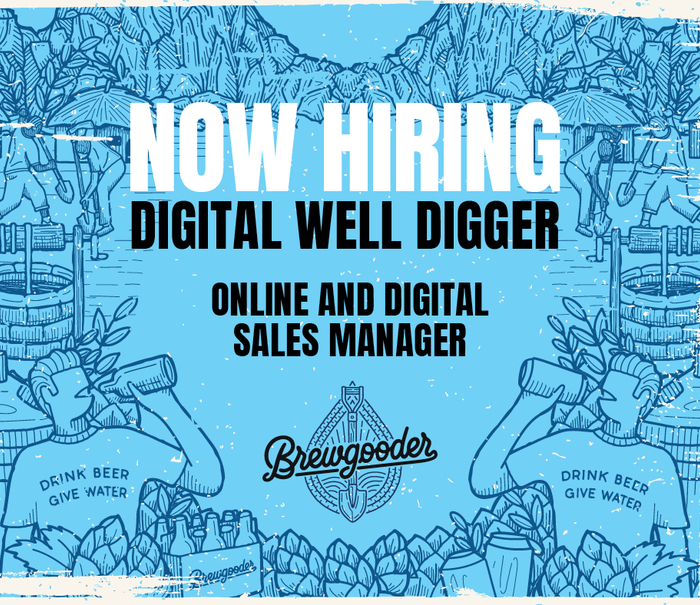 NOW HIRING
DIGITAL WELL DIGGER
ONLINE AND DIGITAL
SALES MANAGER
Brewgooder
DRINK BEER
GIVE WATER
DRINK BEER
GIVE WATER
Brewgooder